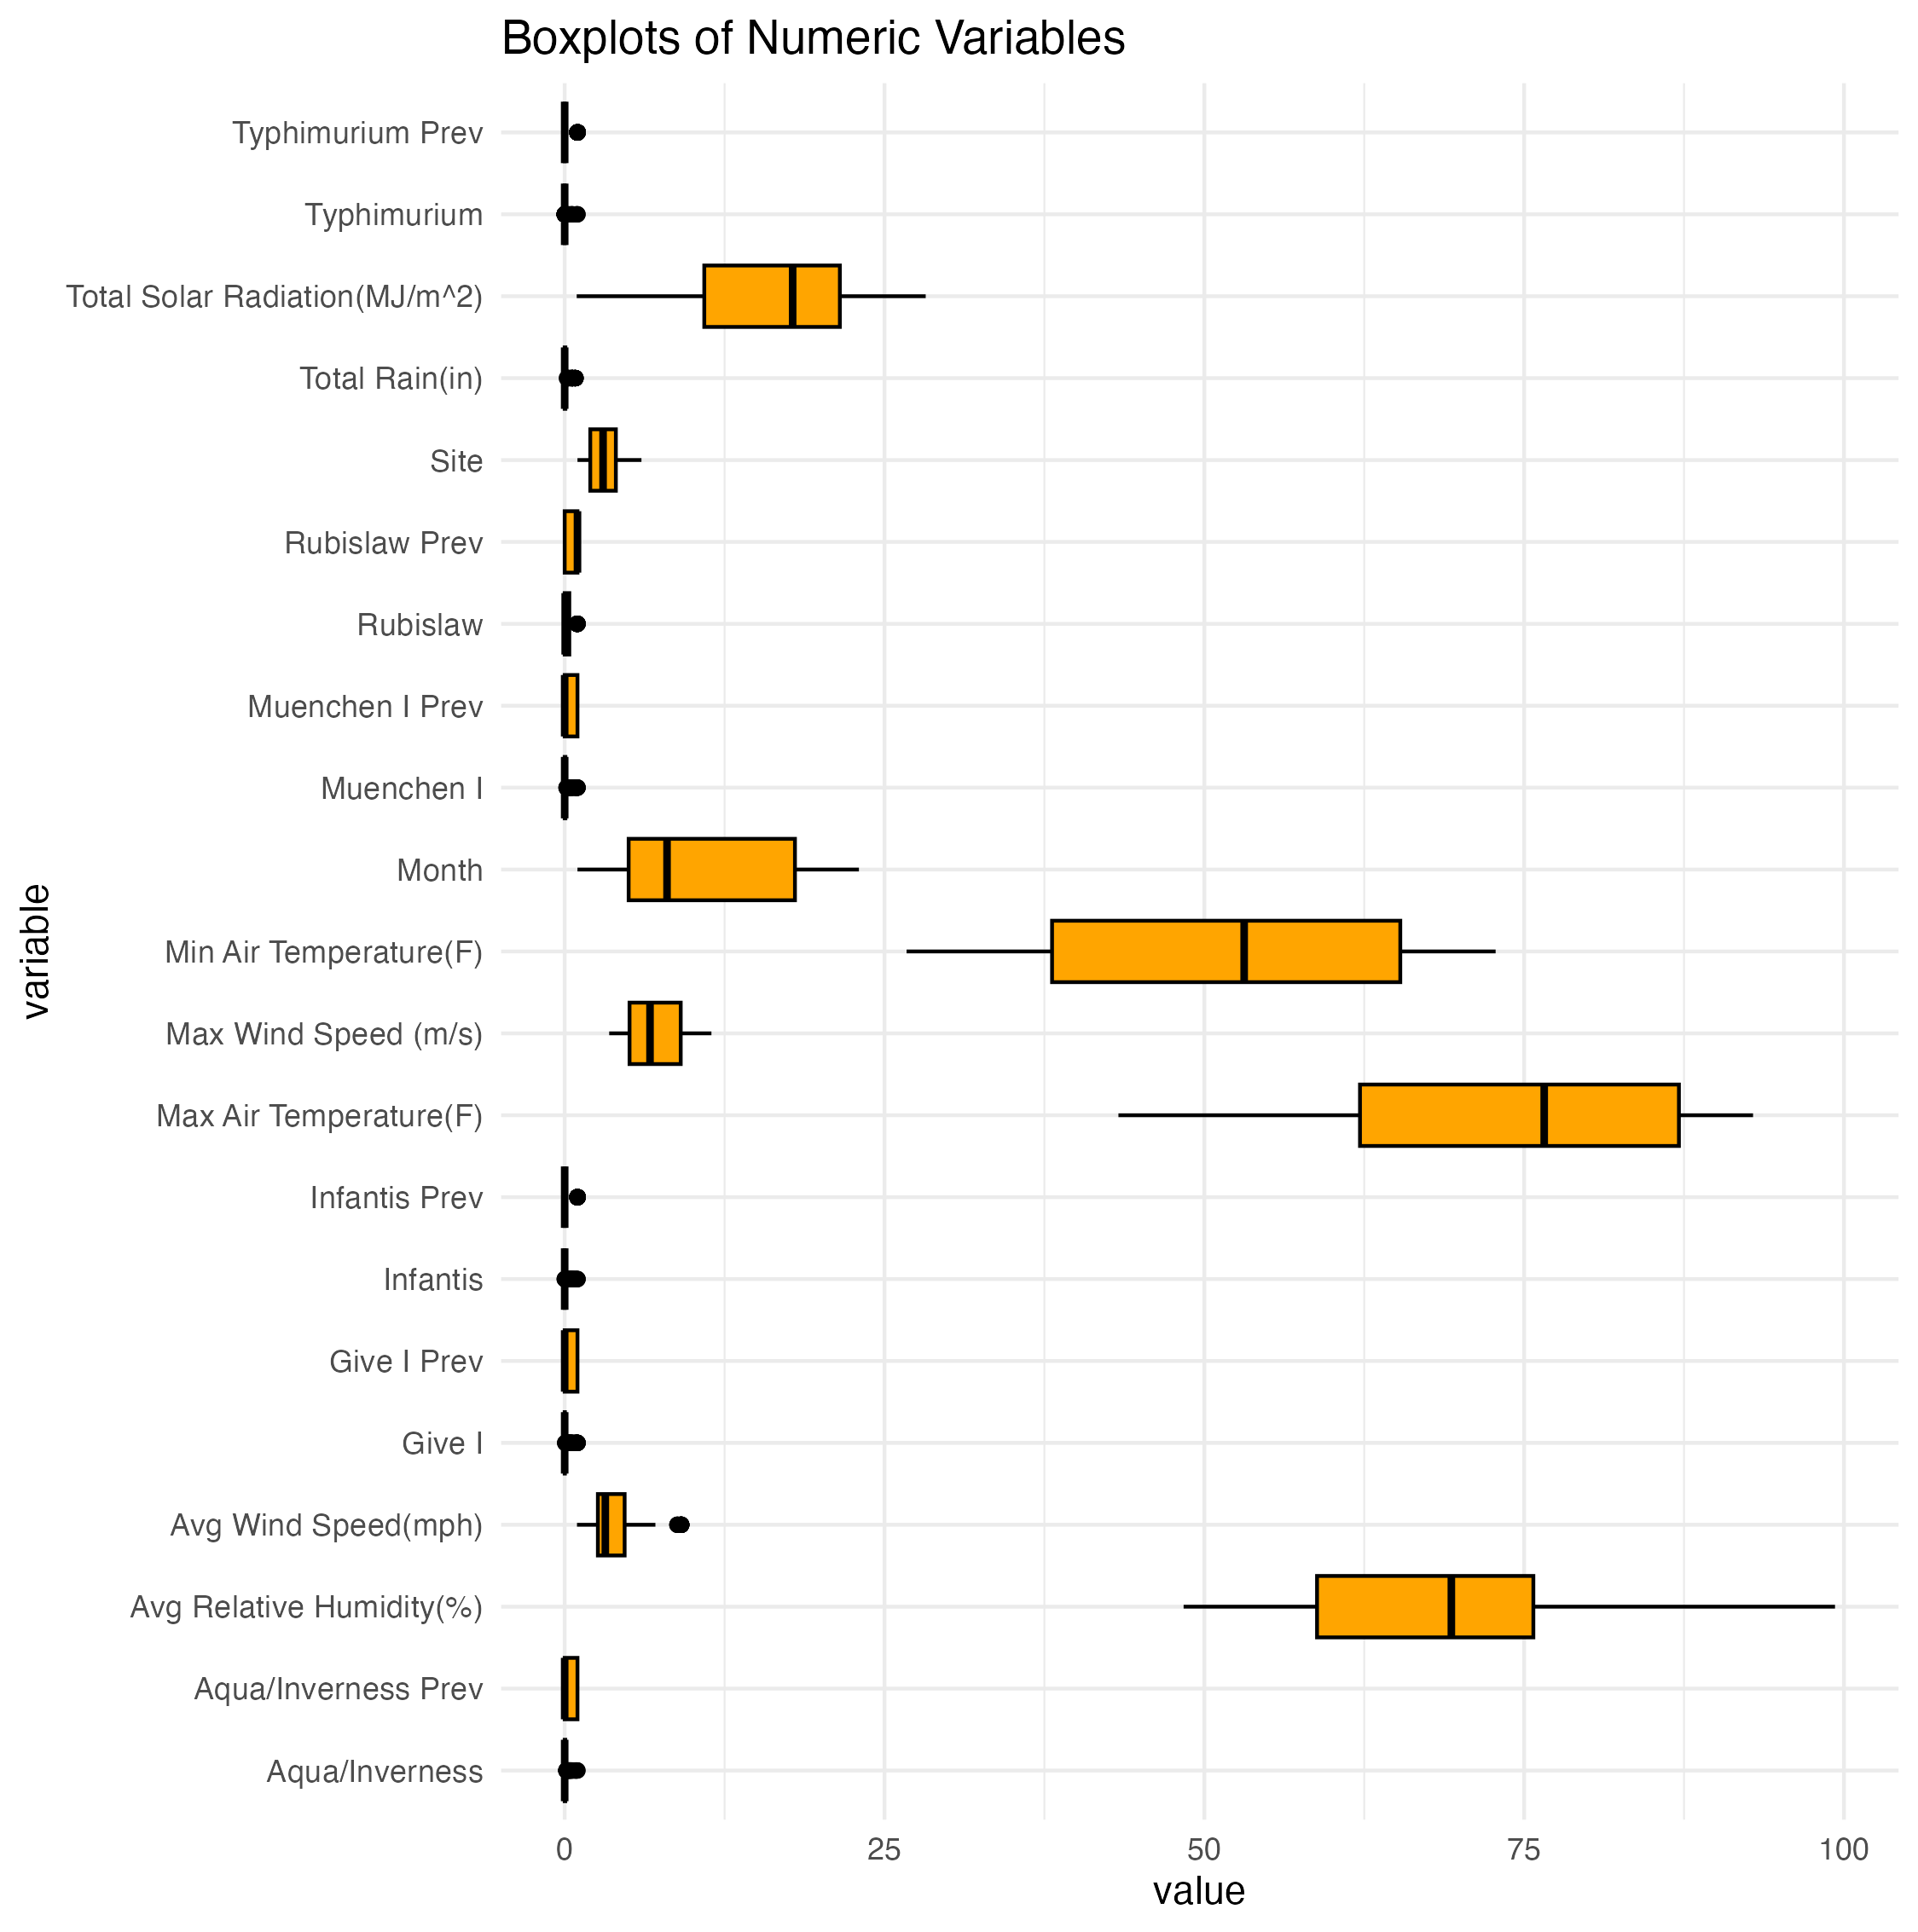 Boxplots of Numeric Variables
Typhimurium Prev
Typhimurium
Total Solar Radiation(MJ/m^2)
Total Rain(in)
Site
Rubislaw Prev
Rubislaw
Muenchen I Prev
Muenchen I
Month
Min Air Temperature(F)
Max Wind Speed (m/s)
Max Air Temperature(F)
Infantis Prev
Infantis
Give I Prev
Give I
Avg Wind Speed(mph)
Avg Relative Humidity(%)
Aqua/Inverness Prev
Aqua/Inverness
variable
0 25 50 75 100
value